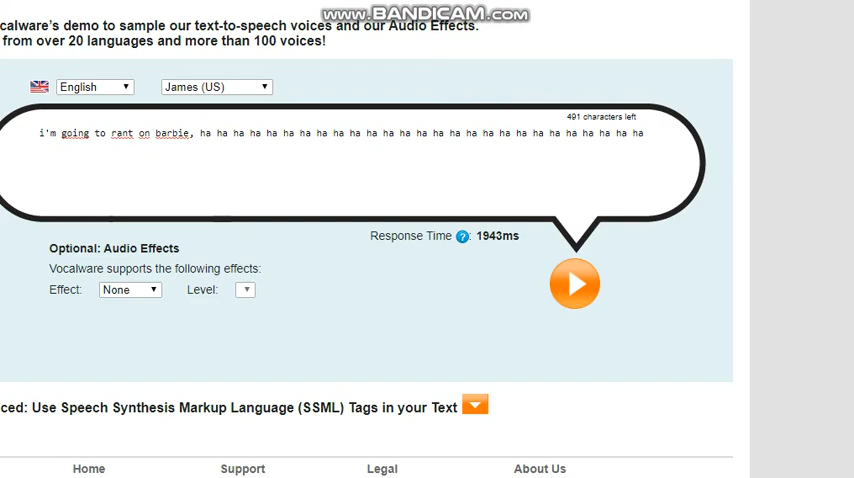 www.BANDICAM.com
calware's demo to sample our text-to-speech voices and our Audio Effects.
from over 20 languages and more than 100 voices!
English
James (US)
491 characters left
i'm going to rant on barbie, ha ha ha ha ha ha ha ha ha ha ha ha ha ha ha ha ha ha ha ha ha ha ha ha ha ha ha
Response Time ?: 1943ms
Optional: Audio Effects
Vocalware supports the following effects:
Effect: None Level:
ced: Use Speech Synthesis Markup Language (SSML) Tags in your Text
Home Support Legal About Us